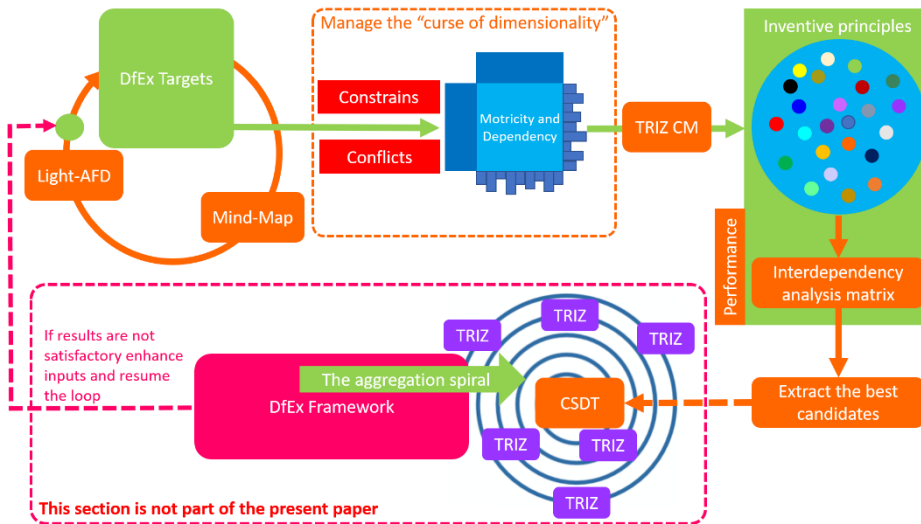 Manage the “curse of dimensionality”
Inventive principles
DfEx Targets
Constrains
Conflicts
Motricity and
Dependency
TRIZ CM
Light-AFD
Mind-Map
Performance
Interdependency
analysis matrix
Extract the best
candidates
If results are not
satisfactory enhance
inputs and resume
the loop
The aggregation spiral
DfEx Framework
TRIZ
TRIZ
TRIZ
CSDT
TRIZ
TRIZ
TRIZ
This section is not part of the present paper